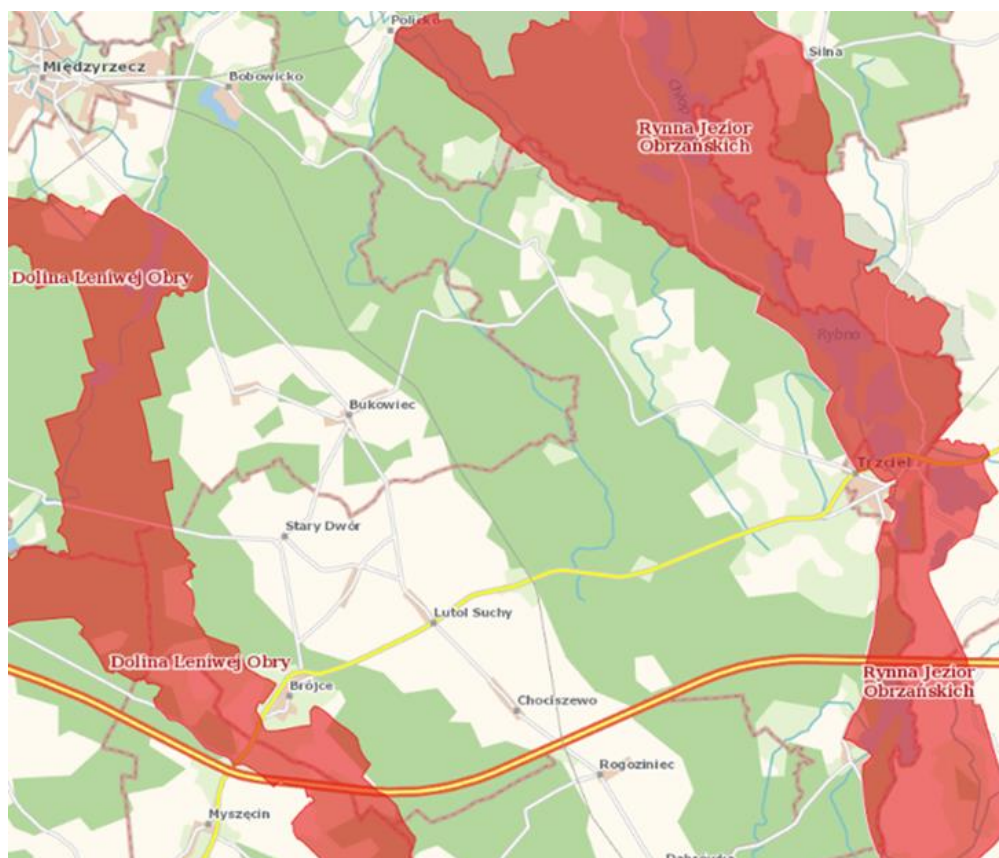 Policko
Silna
Międzyrzecz
Bobowicko
Chłop
Rynna Jezior
Obrzańskich
Dolina Leniwej Obry
Rybno
Bukowiec
Trzciel
Stary Dwór
Lutol Suchy
Dolina Leniwej Obry
Rynna Jezior
Obrzańskich
Brójce
Chociszewo
Rogoziniec
Myszęcin